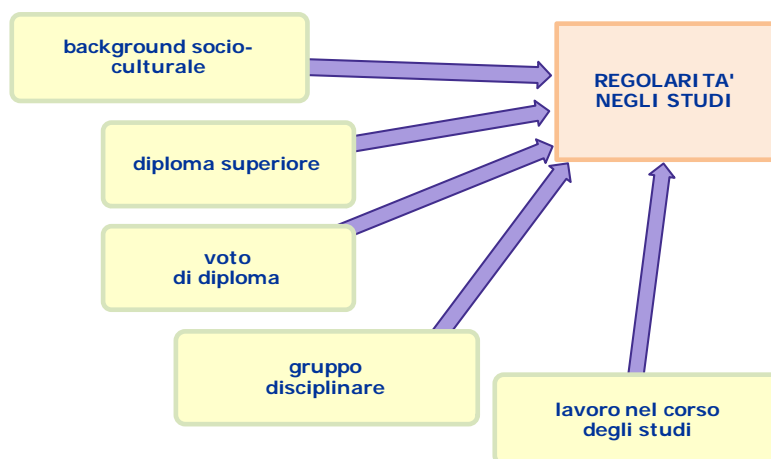 background socio-
culturale
REGOLARITA'
NEGLI STUDI
diploma superiore
voto
di diploma
gruppo
disciplinare
lavoro nel corso
degli studi